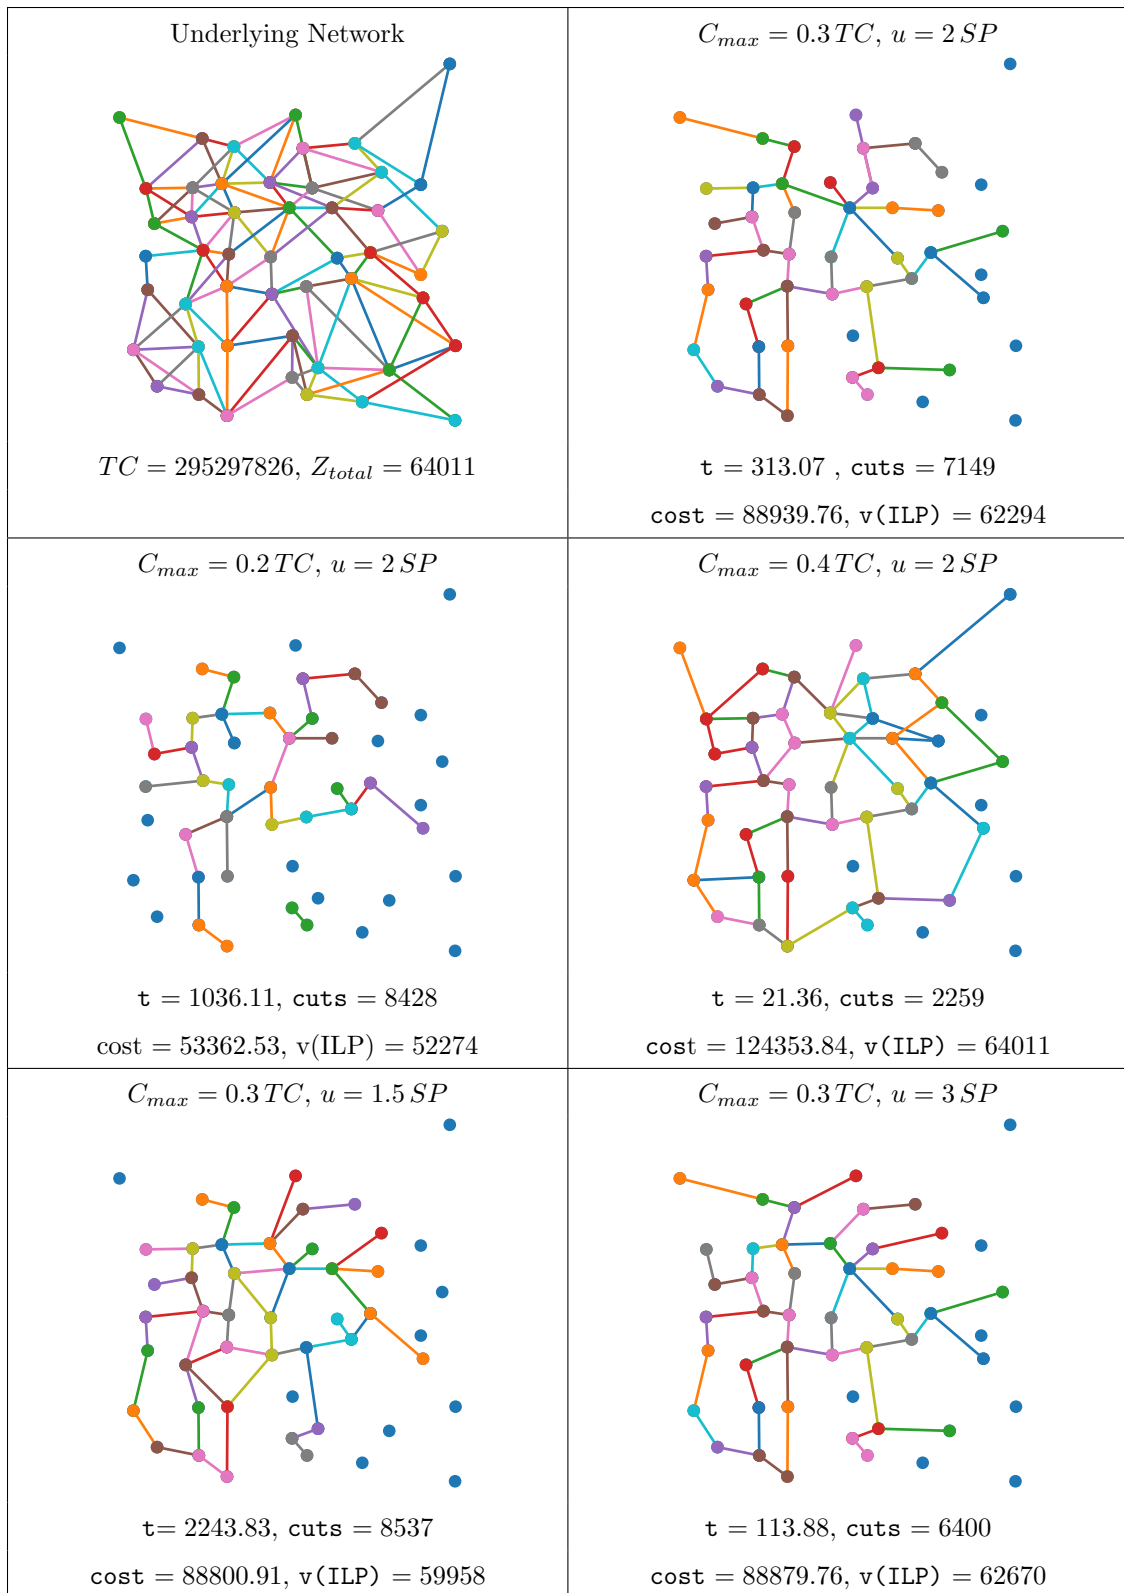 Underlying Network
TC = 295297826, Z_total = 64011
C_max = 0.3 TC, u = 2 SP
t = 313.07 , cuts = 7149
cost = 88939.76, v(ILP) = 62294
C_max = 0.2 TC, u = 2 SP
t = 1036.11, cuts = 8428
cost = 53362.53, v(ILP) = 52274
C_max = 0.4 TC, u = 2 SP
t = 21.36, cuts = 2259
cost = 124353.84, v(ILP) = 64011
C_max = 0.3 TC, u = 1.5 SP
t= 2243.83, cuts = 8537
cost = 88800.91, v(ILP) = 59958
C_max = 0.3 TC, u = 3 SP
t = 113.88, cuts = 6400
cost = 88879.76, v(ILP) = 62670